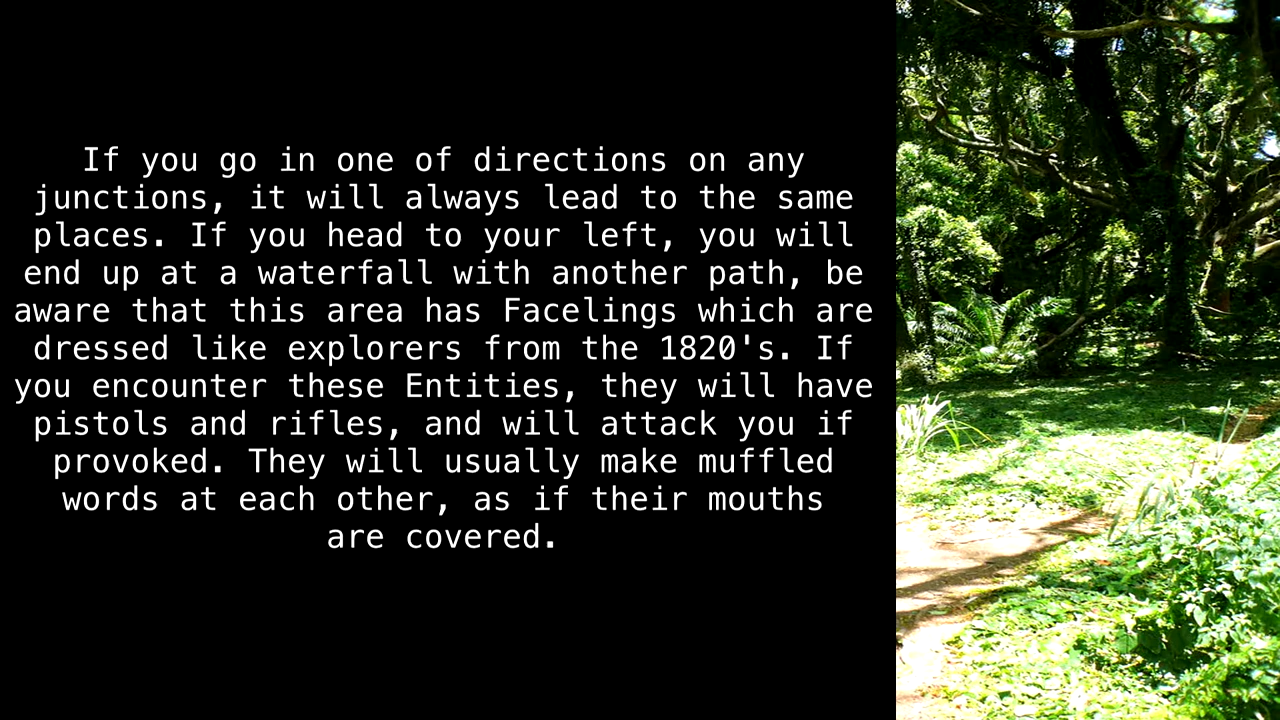 If you go in one of directions on any
junctions, it will always lead to the same
places. If you head to your left, you will
end up at a waterfall with another path, be
aware that this area has Facelings which are
dressed like explorers from the 1820's. If
you encounter these Entities, they will have
pistols and rifles, and will attack you if
provoked. They will usually make muffled
words at each other, as if their mouths
are covered.